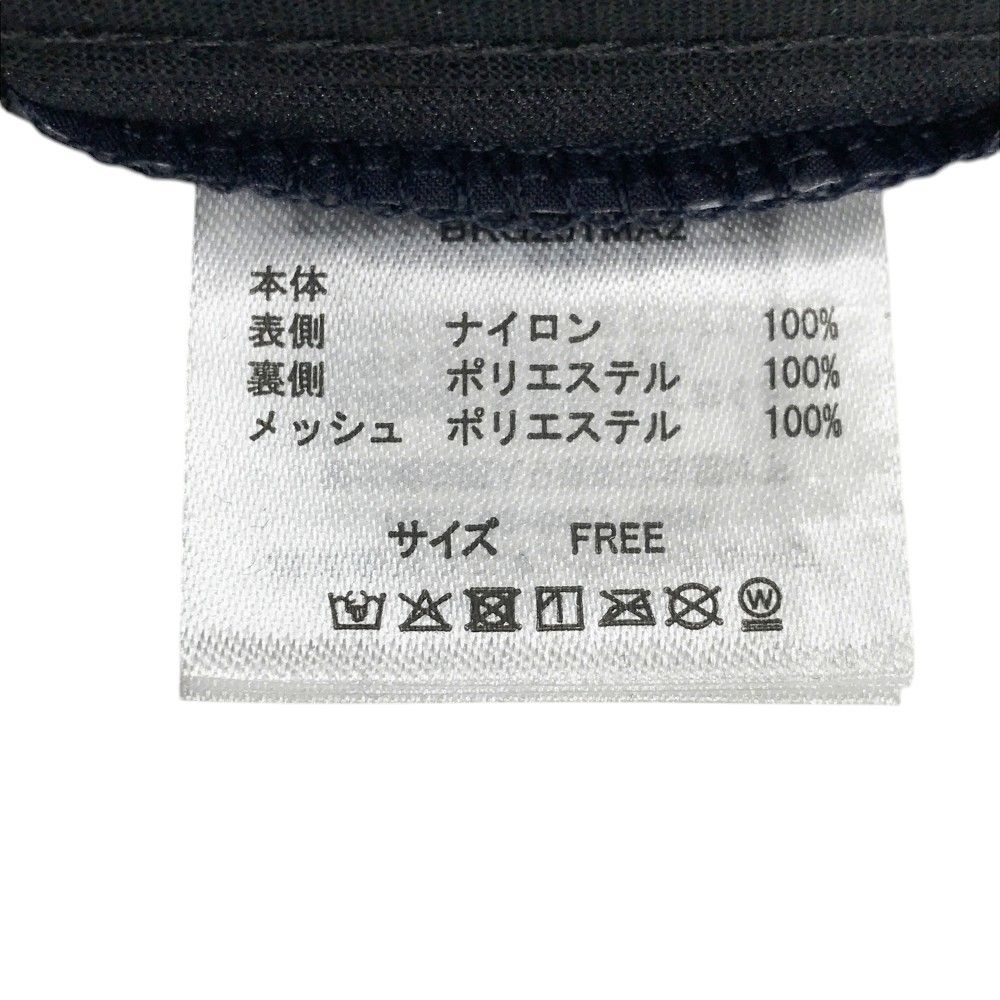 BRG231MA2
本体
表側 ナイロン 100%
裏側 ポリエステル 100%
メッシュ ポリエステル 100%
サイズ FREE
W